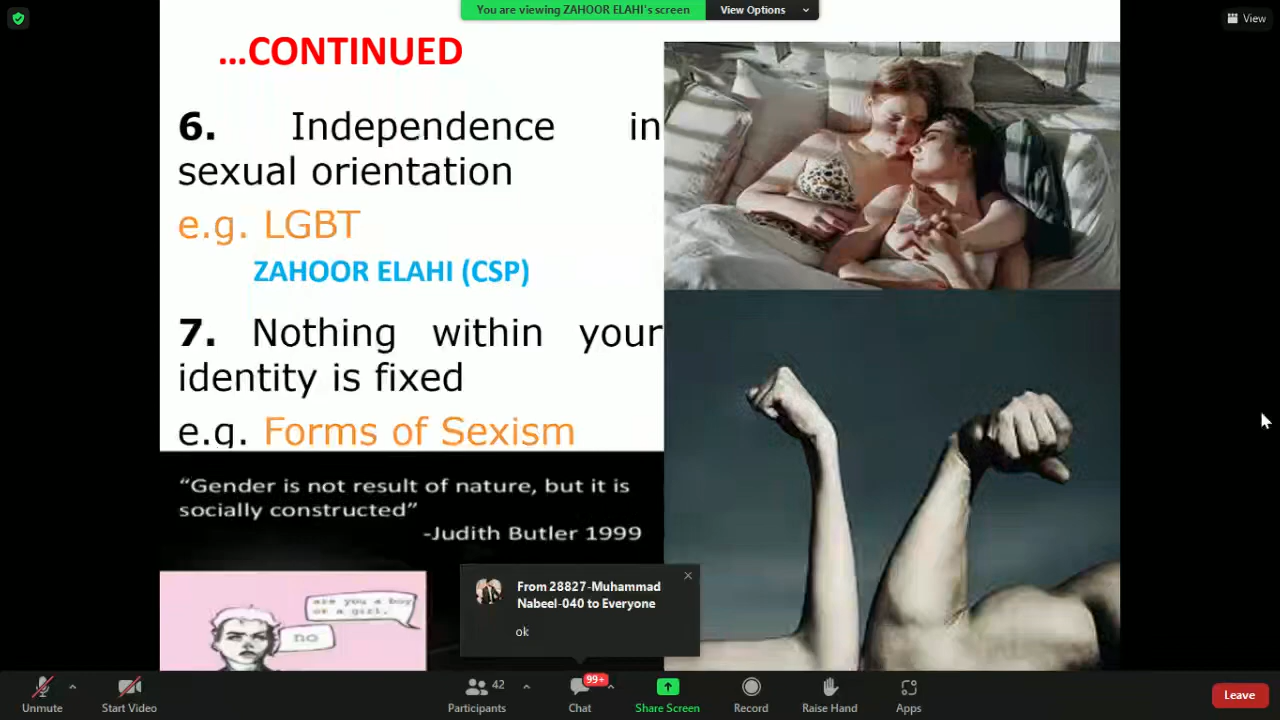 You are viewing ZAHOOR ELAHI's screen
View Options
View
...CONTINUED
6. Independence in
sexual orientation
e.g. LGBT
ZAHOOR ELAHI (CSP)
7. Nothing within your
identity is fixed
e.g. Forms of Sexism
“Gender is not result of nature, but it is
socially constructed”
-Judith Butler 1999
are you a boy
or a girl.
no
From 28827-Muhammad
Nabeel-040 to Everyone
ok
Unmute
Start Video
42
Participants
99+
Chat
Share Screen
Record
Raise Hand
Apps
Leave